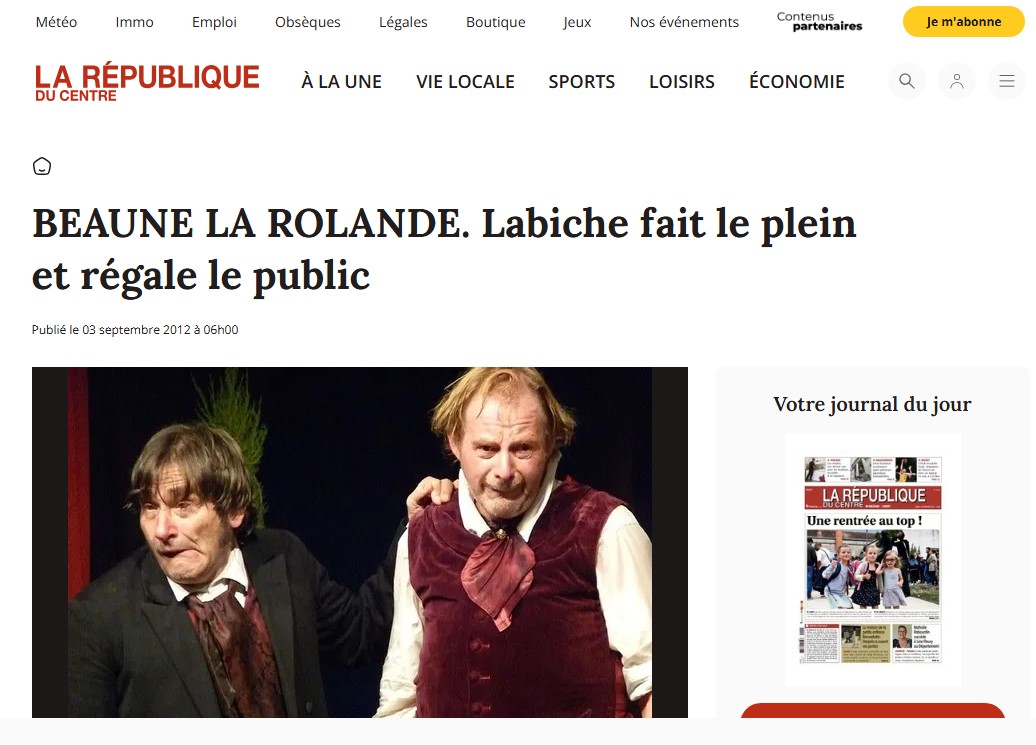 Météo Immo Emploi Obsèques Légales Boutique Jeux Nos événements Contenus partenaires Je m'abonne
LA RÉPUBLIQUE
DU CENTRE
À LA UNE VIE LOCALE SPORTS LOISIRS ÉCONOMIE
BEAUNE LA ROLANDE. Labiche fait le plein
et régale le public
Publié le 03 septembre 2012 à 06h00
Votre journal du jour
LA RÉPUBLIQUE
DU CENTRE
Une rentrée au top !